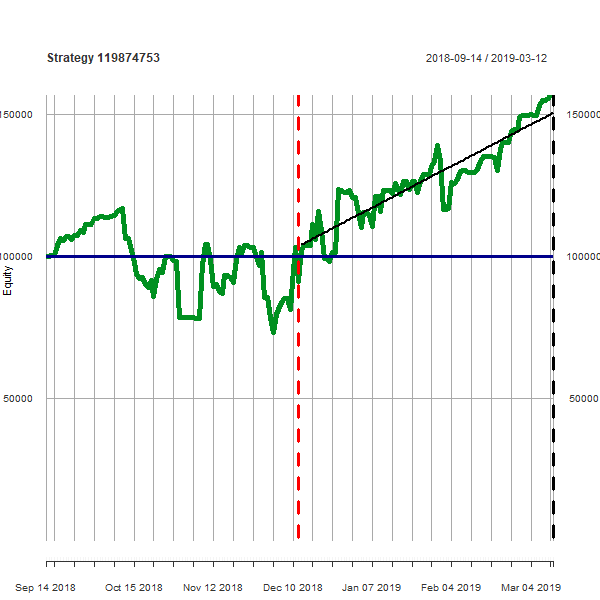 Strategy 119874753
2018-09-14 / 2019-03-12
150000 150000
100000 100000
Equity
50000 50000
Sep 14 2018 Oct 15 2018 Nov 12 2018 Dec 10 2018 Jan 07 2019 Feb 04 2019 Mar 04 2019